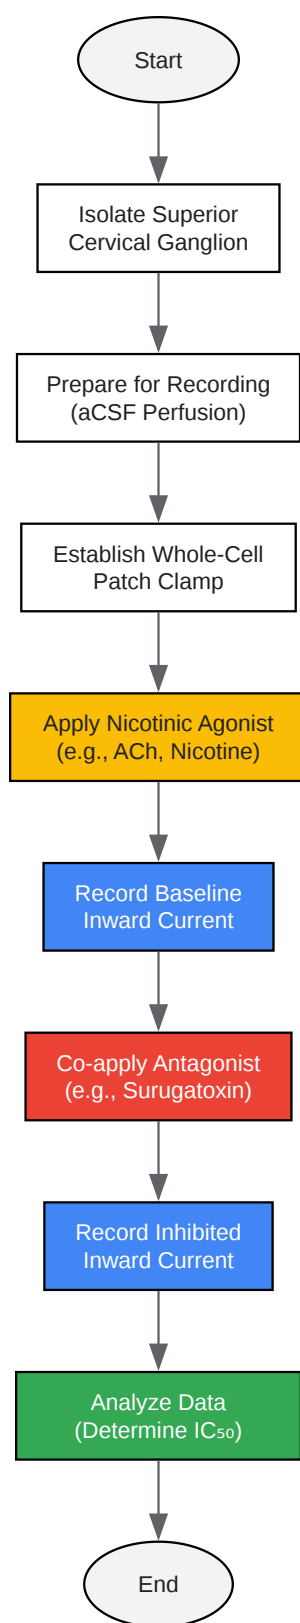 Start
Isolate Superior
Cervical Ganglion
Prepare for Recording
(aCSF Perfusion)
Establish Whole-Cell
Patch Clamp
Apply Nicotinic Agonist
(e.g., ACh, Nicotine)
Record Baseline
Inward Current
Co-apply Antagonist
(e.g., Surugatoxin)
Record Inhibited
Inward Current
Analyze Data
(Determine IC₅₀)
End